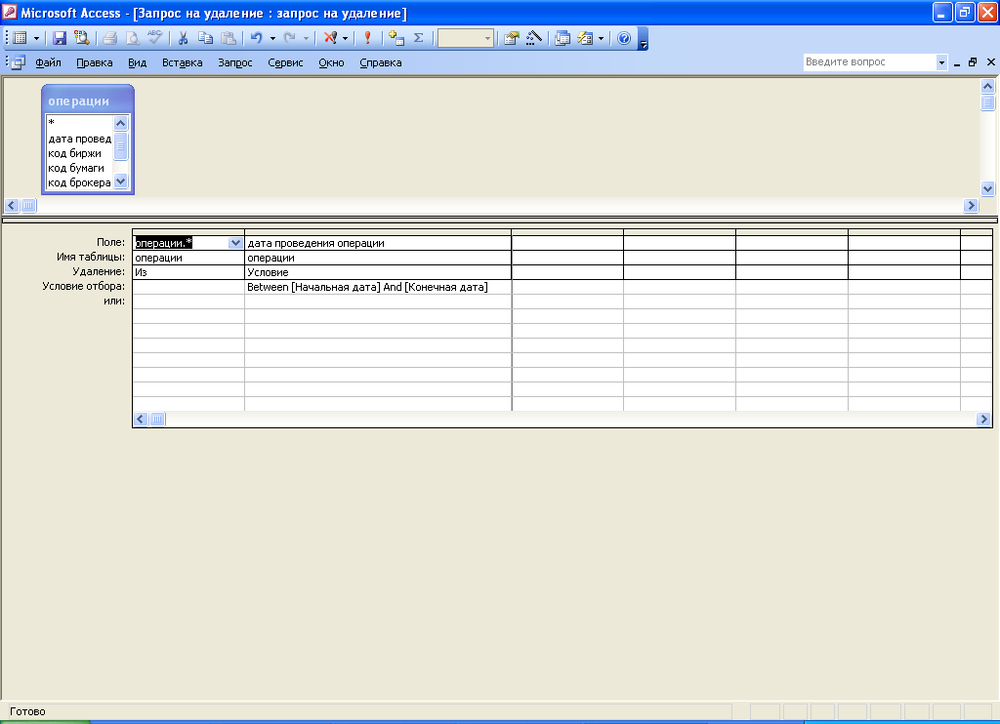 Microsoft Access - [Запрос на удаление : запрос на удаление]
Файл Правка Вид Вставка Запрос Сервис Окно Справка
Введите вопрос
операции
*
дата провед
код биржи
код бумаги
код брокера
Поле: операции.* дата проведения операции
Имя таблицы: операции операции
Удаление: Из Условие
Условие отбора: Between [Начальная дата] And [Конечная дата]
или:
Готово